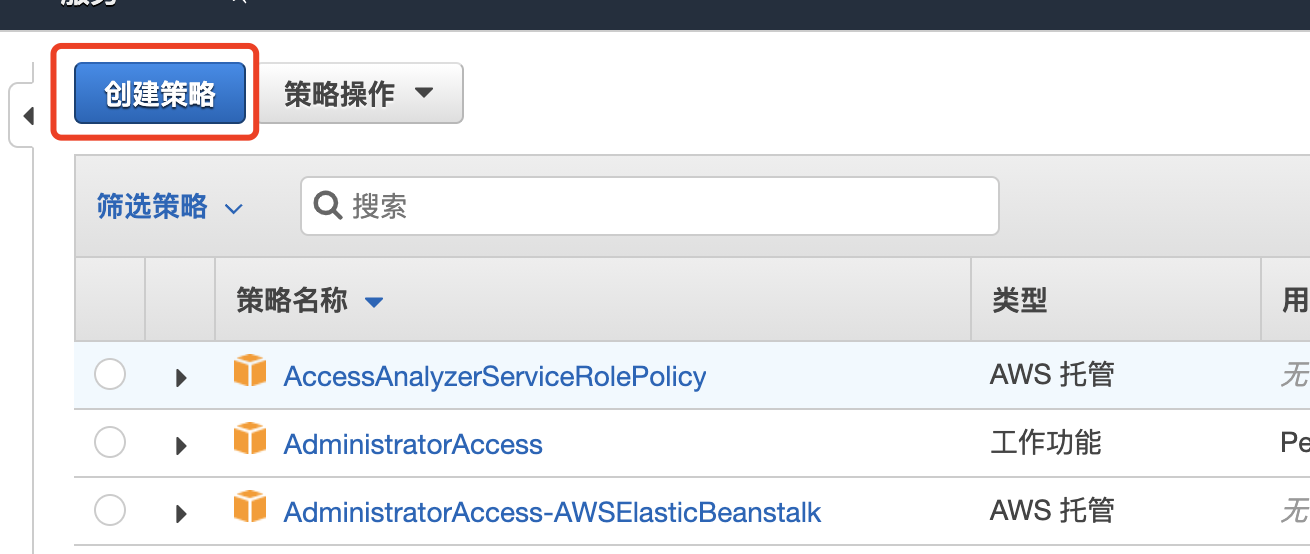 服务
创建策略 策略操作
筛选策略 搜索
策略名称 类型 用
AccessAnalyzerServiceRolePolicy AWS 托管 无
AdministratorAccess 工作功能 Pe
AdministratorAccess-AWSElasticBeanstalk AWS 托管 无